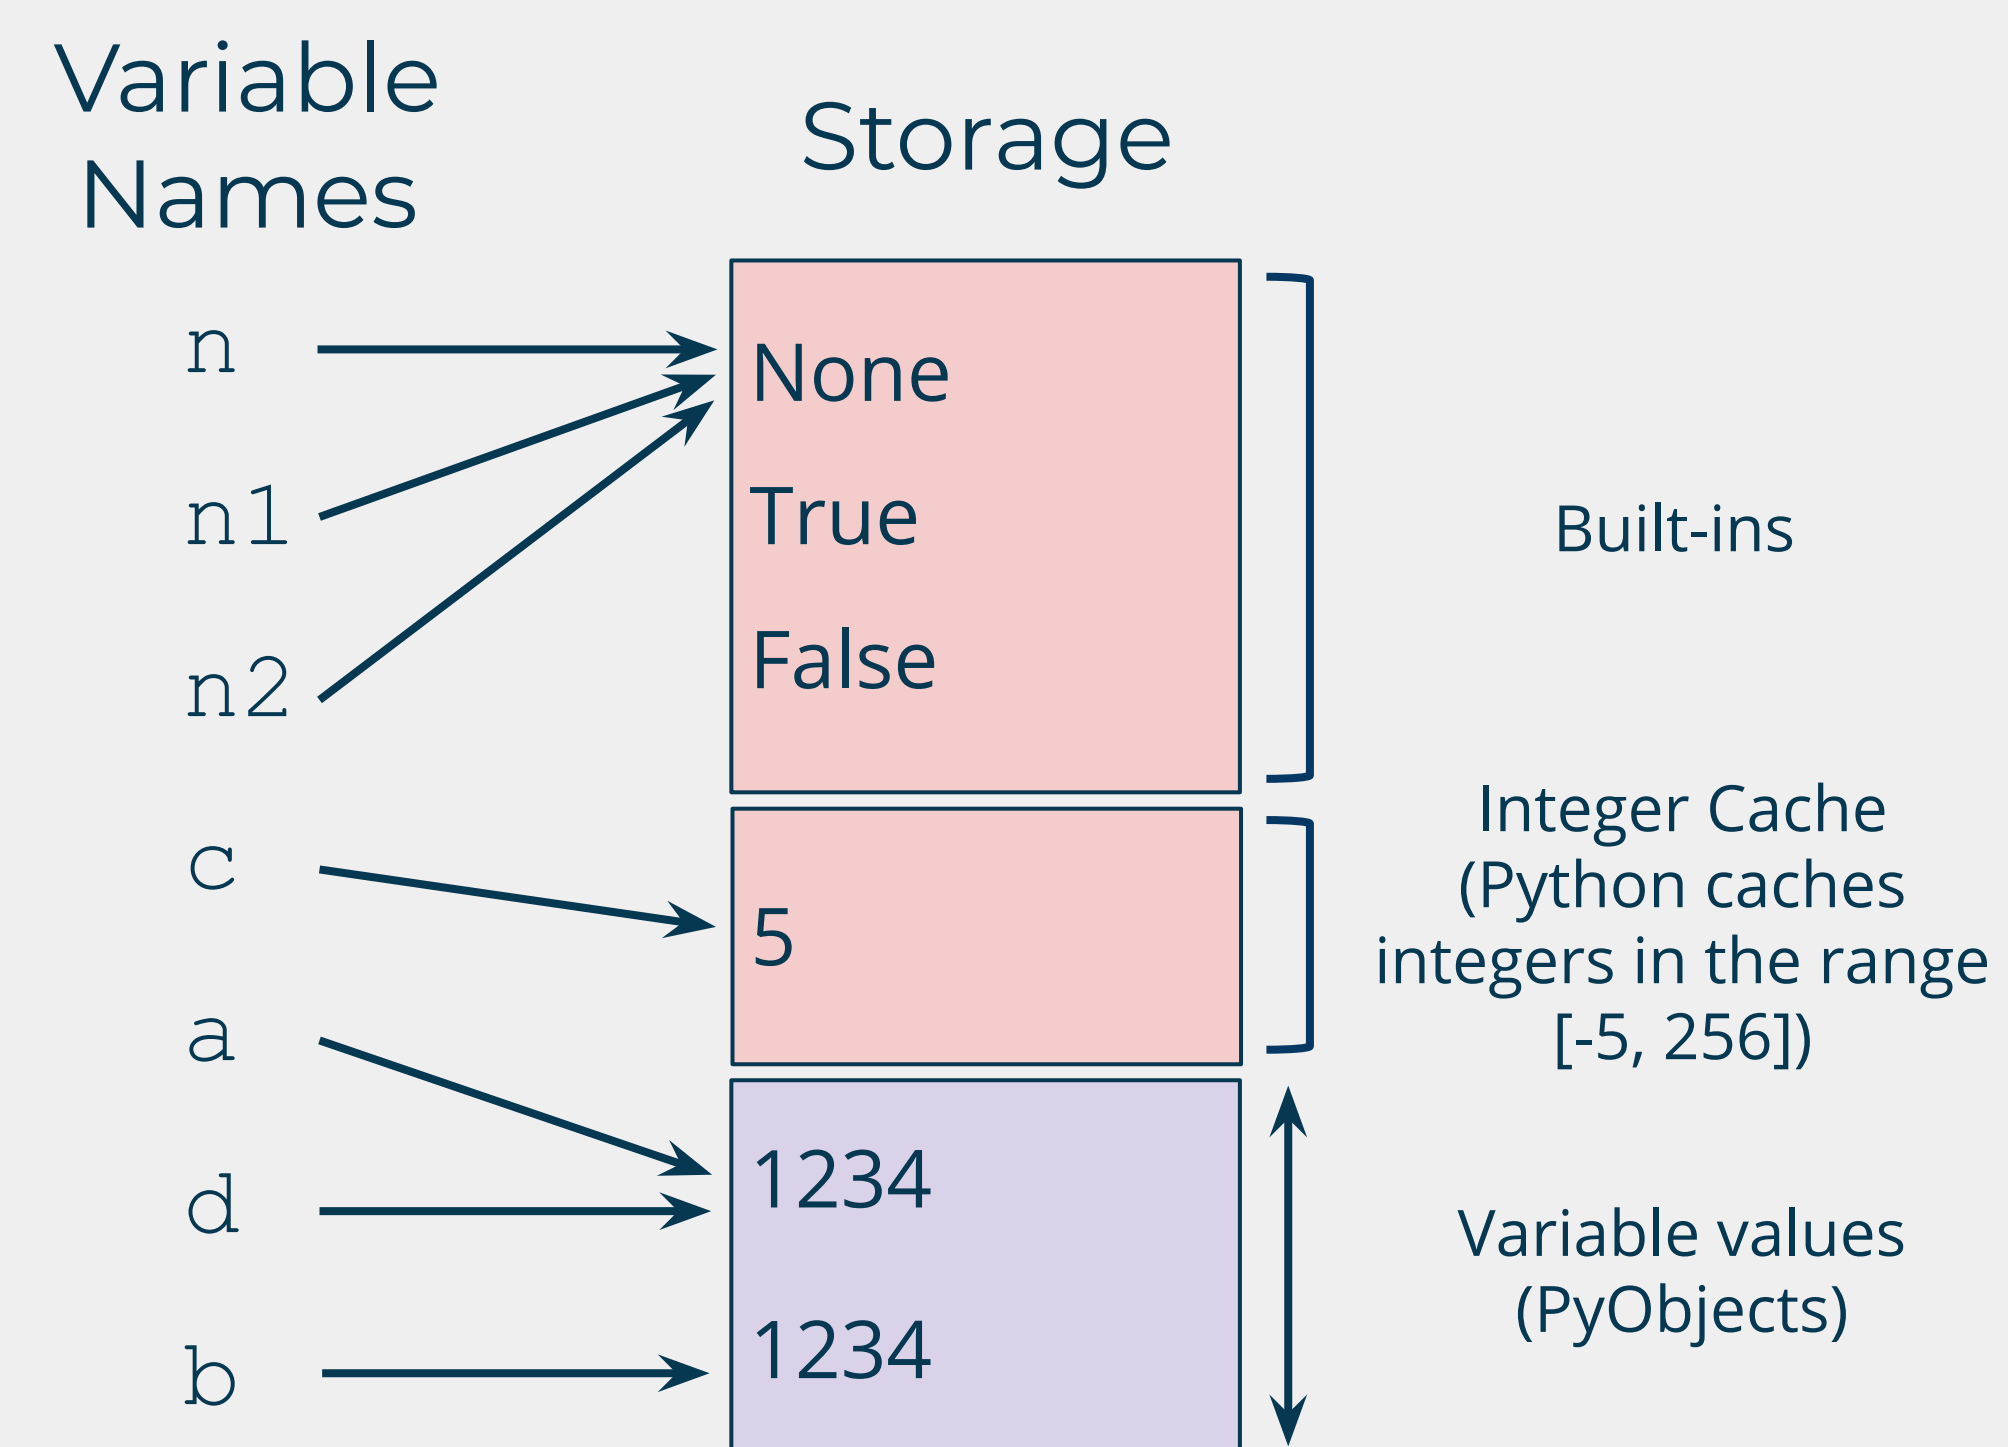 Variable
Names
Storage
n
n1
n2
c
a
d
b
None
True
False
5
1234
1234
Built-ins
Integer Cache
(Python caches
integers in the range
[-5, 256])
Variable values
(PyObjects)